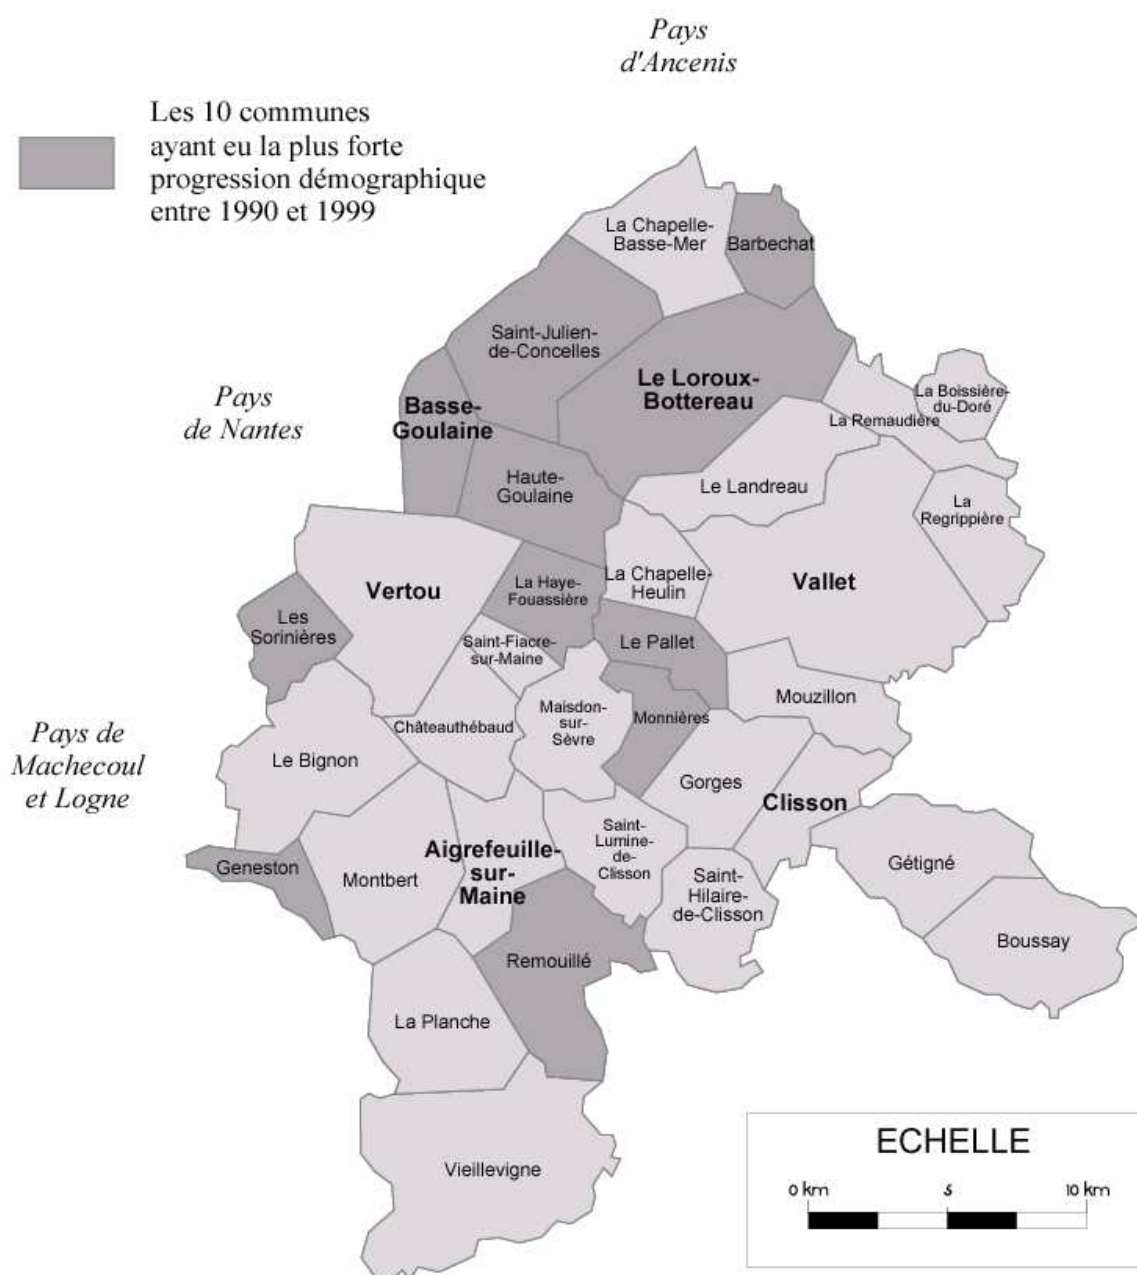 Pays
d'Ancenis
Les 10 communes
ayant eu la plus forte
progression démographique
entre 1990 et 1999
La Chapelle-
Basse-Mer
Barbechat
Saint-Julien-
de-Concelles
Le Loroux-
Bottereau
La Boissière-
du-Doré
La Remaudière
Pays
de Nantes
Basse-
Goulaine
Haute-
Goulaine
Le Landreau
La
Regrippière
Vertou
La Haye-
Fouassière
La Chapelle-
Heulin
Vallet
Les
Sorinières
Saint-Fiacre-
sur-Maine
Le Pallet
Mouzillon
Châteauthébaud
Maisdon-
sur-
Sèvre
Monnières
Pays de
Machecoul
et Logne
Le Bignon
Gorges
Clisson
Geneston
Montbert
Aigrefeuille-
sur-
Maine
Saint-
Lumine-
de-
Clisson
Saint-
Hilaire-
de-Clisson
Gétigné
Boussay
Remouillé
La Planche
Vieillevigne
ECHELLE
0 km 5 10 km